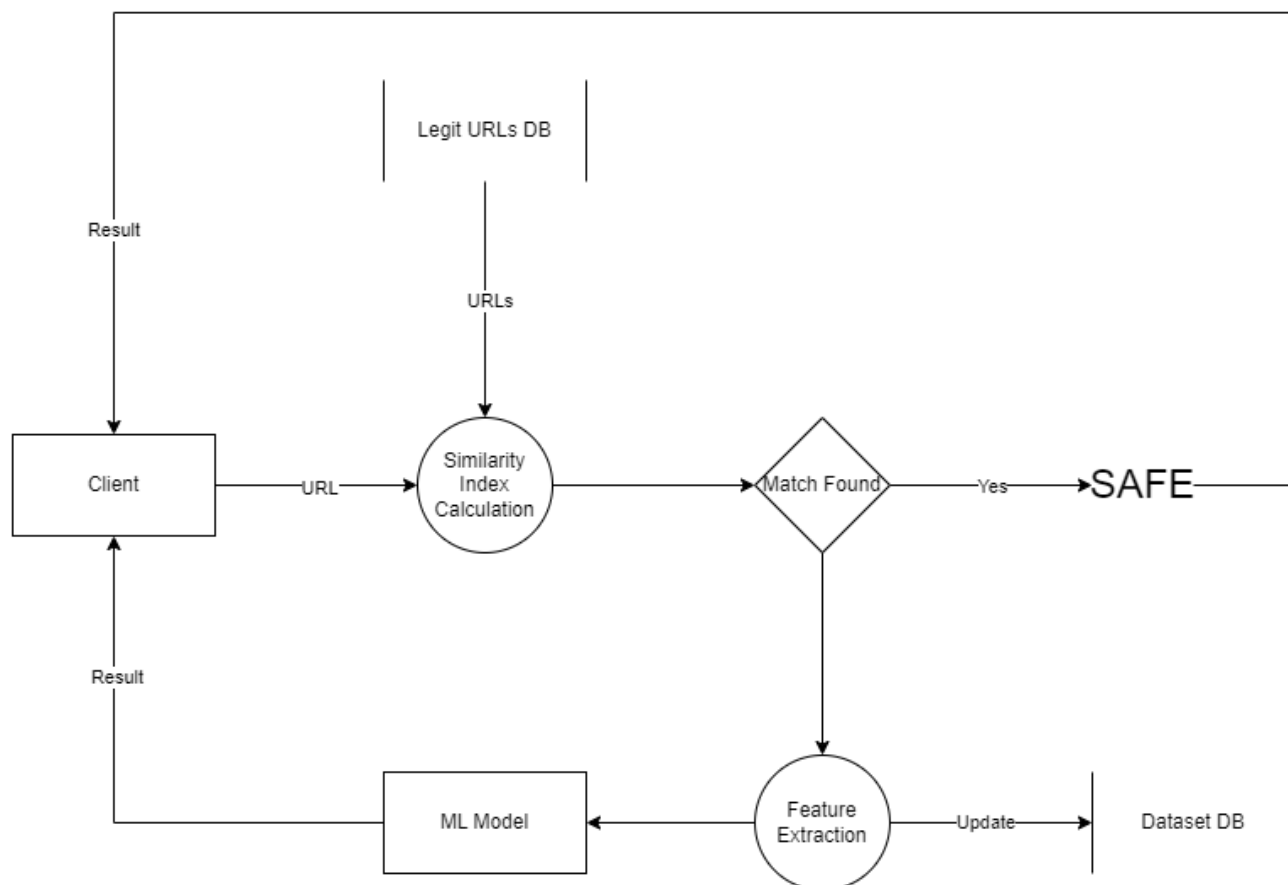 Legit URLs DB
Result
URLs
Client
URL
Similarity
Index
Calculation
Match Found
Yes
SAFE
Result
ML Model
Feature
Extraction
Update
Dataset DB